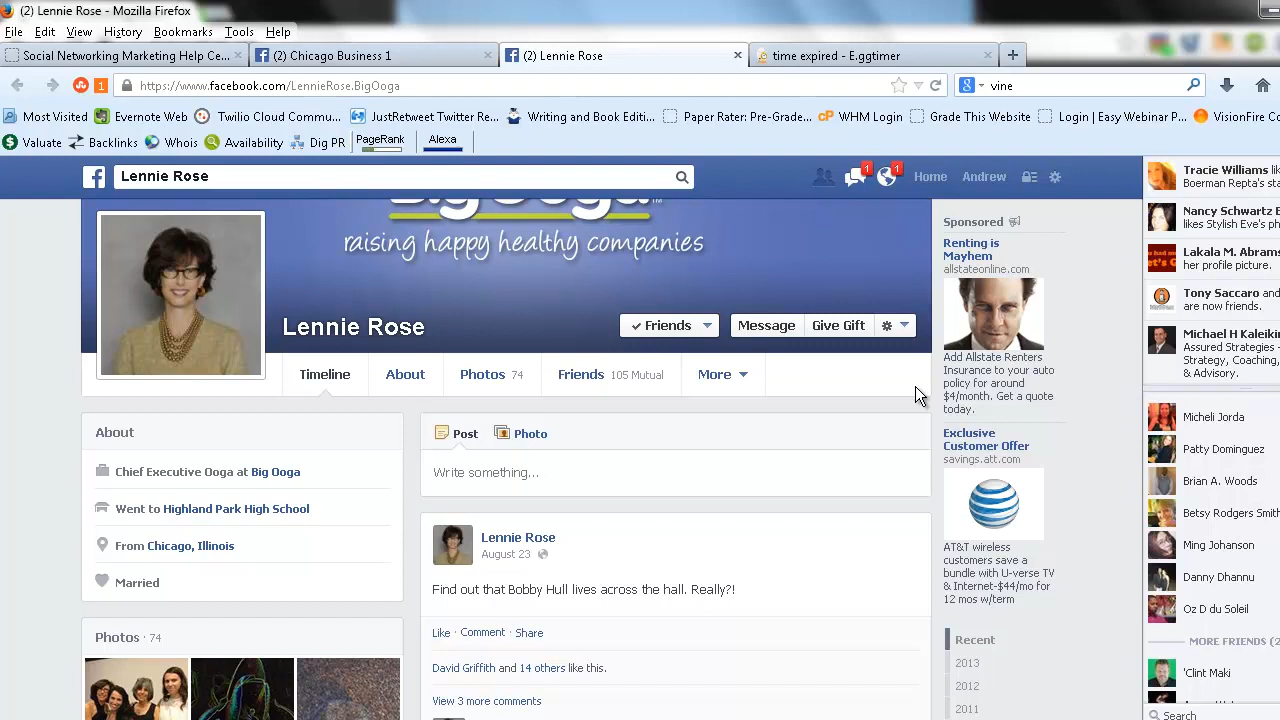 (2) Lennie Rose - Mozilla Firefox
File Edit View History Bookmarks Tools Help
Social Networking Marketing Help Ce...
(2) Chicago Business 1
(2) Lennie Rose
time expired - E.ggtimer
1
https://www.facebook.com/LennieRose.BigOoga
vine
Most Visited
Evernote Web
Twilio Cloud Commu...
JustRetweet Twitter Re...
Writing and Book Editi...
Paper Rater: Pre-Grade...
WHM Login
Grade This Website
Login | Easy Webinar P...
VisionFire Co
Valuate
Backlinks
Whois
Availability
Dig PR
PageRank
Alexa
Lennie Rose
1
1
Home
Andrew
Big Ooga
raising happy healthy companies
Lennie Rose
Friends
Message
Give Gift
Timeline
About
Photos 74
Friends 105 Mutual
More
About
Chief Executive Ooga at Big Ooga
Went to Highland Park High School
From Chicago, Illinois
Married
Photos · 74
Post
Photo
Write something...
Lennie Rose
August 23
Find out that Bobby Hull lives across the hall. Really?!
Like · Comment · Share
David Griffith and 14 others like this.
View 3 more comments
Sponsored
Renting is
Mayhem
allstateonline.com
Add Allstate Renters
Insurance to your auto
policy for around
$4/month. Get a quote
today.
Exclusive
Customer Offer
savings.att.com
AT&T wireless
customers save a
bundle with U-verse TV
& Internet-$44/mo for
12 mos w/term
Recent
2013
2012
2011
Tracie Williams lik
Boerman Repta's st
Nancy Schwartz E
likes Stylish Eve's ph
Lakala M. Abrams
her profile picture.
Tony Saccaro and
are now friends.
Michael H Kaleikin
Assured Strategies -
Strategy, Coaching,
& Advisory.
Micheli Jorda
Patty Dominguez
Brian A. Woods
Betsy Rodgers Smith
Ming Johanson
Danny Dhannu
Oz D du Soleil
MORE FRIENDS (2
'Clint Maki
Search